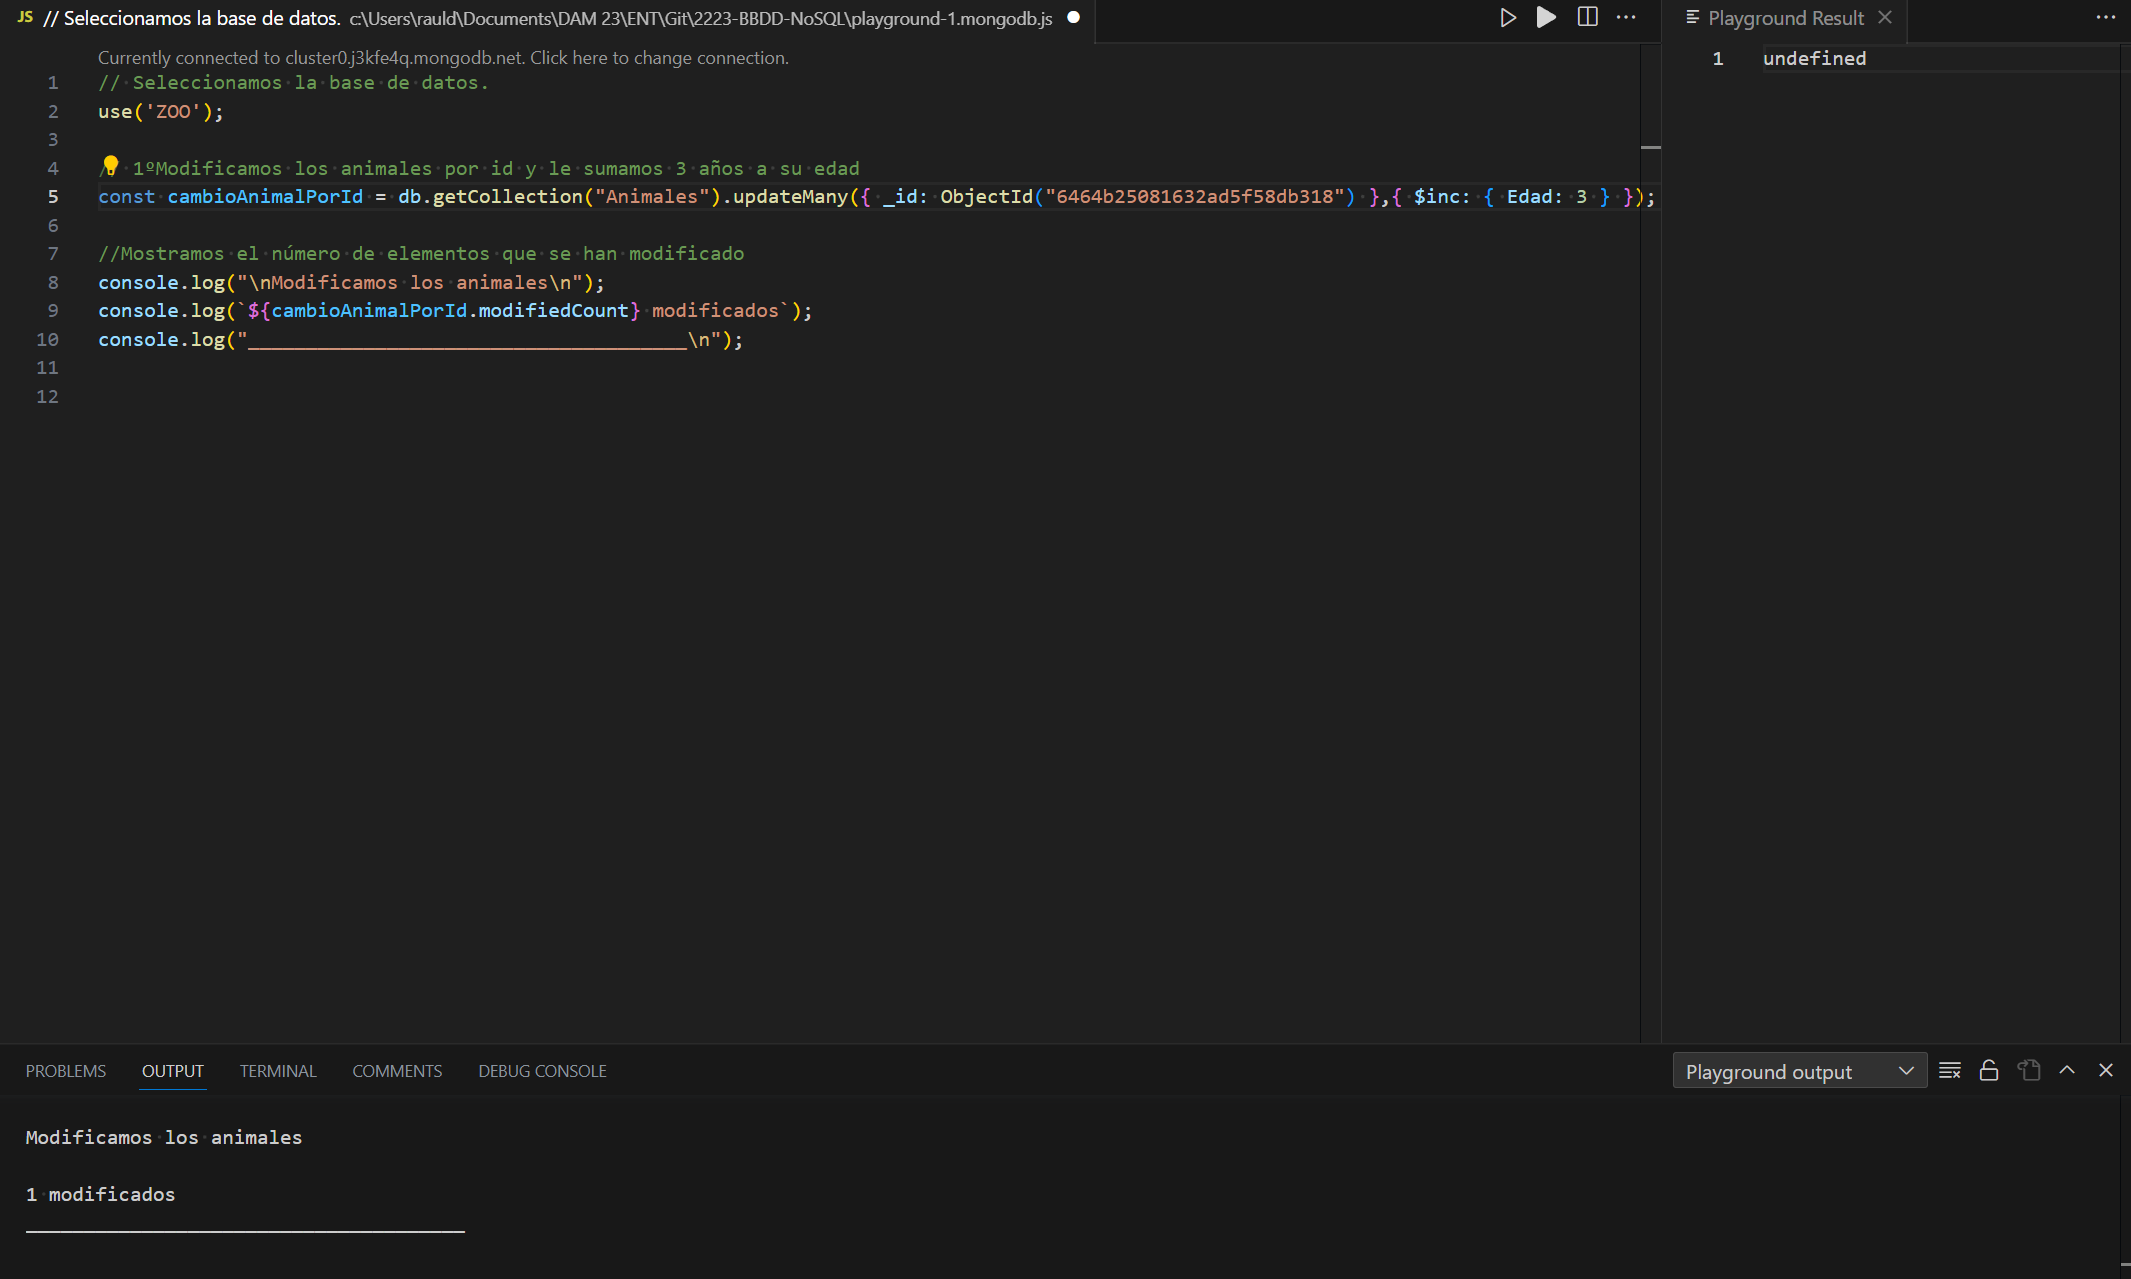 JS // Seleccionamos la base de datos. c:\Users\rauld\Documents\DAM 23\ENT\Git\2223-BBDD-NoSQL\playground-1.mongodb.js
Playground Result
Currently connected to cluster0.j3kfe4q.mongodb.net. Click here to change connection.
1 // Seleccionamos la base de datos.
2 use('ZOO');
3
4 / 1ºModificamos los animales por id y le sumamos 3 años a su edad
5 const cambioAnimalPorId = db.getCollection("Animales").updateMany({ _id: ObjectId("6464b25081632ad5f58db318") },{ $inc: { Edad: 3 } });
6
7 //Mostramos el número de elementos que se han modificado
8 console.log("\nModificamos los animales\n");
9 console.log(`${cambioAnimalPorId.modifiedCount} modificados`);
10 console.log("______________________________________\n");
11
12
1 undefined
PROBLEMS OUTPUT TERMINAL COMMENTS DEBUG CONSOLE
Playground output
Modificamos los animales
1 modificados
______________________________________